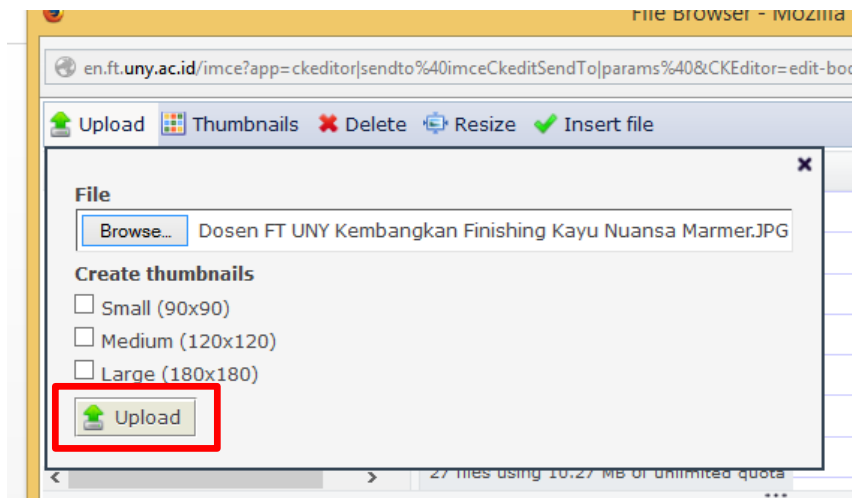 File Browser - Mozilla
en.ft.uny.ac.id/imce?app=ckeditor|sendto%40imceCkeditSendTo|params%40&CKEditor=edit-bod
Upload Thumbnails Delete Resize Insert file
File
Browse... Dosen FT UNY Kembangkan Finishing Kayu Nuansa Marmer.JPG
Create thumbnails
Small (90x90)
Medium (120x120)
Large (180x180)
Upload
27 files using 10.27 MB of unlimited quota